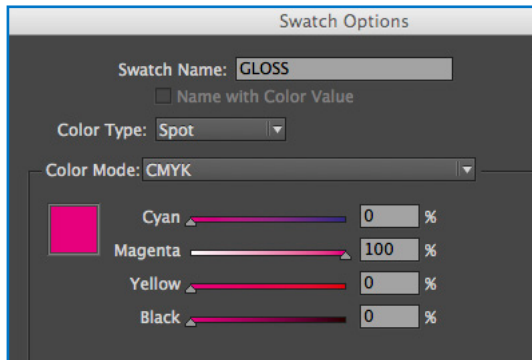 Swatch Options
Swatch Name: GLOSS
Name with Color Value
Color Type: Spot
Color Mode: CMYK
Cyan 0 %
Magenta 100 %
Yellow 0 %
Black 0 %